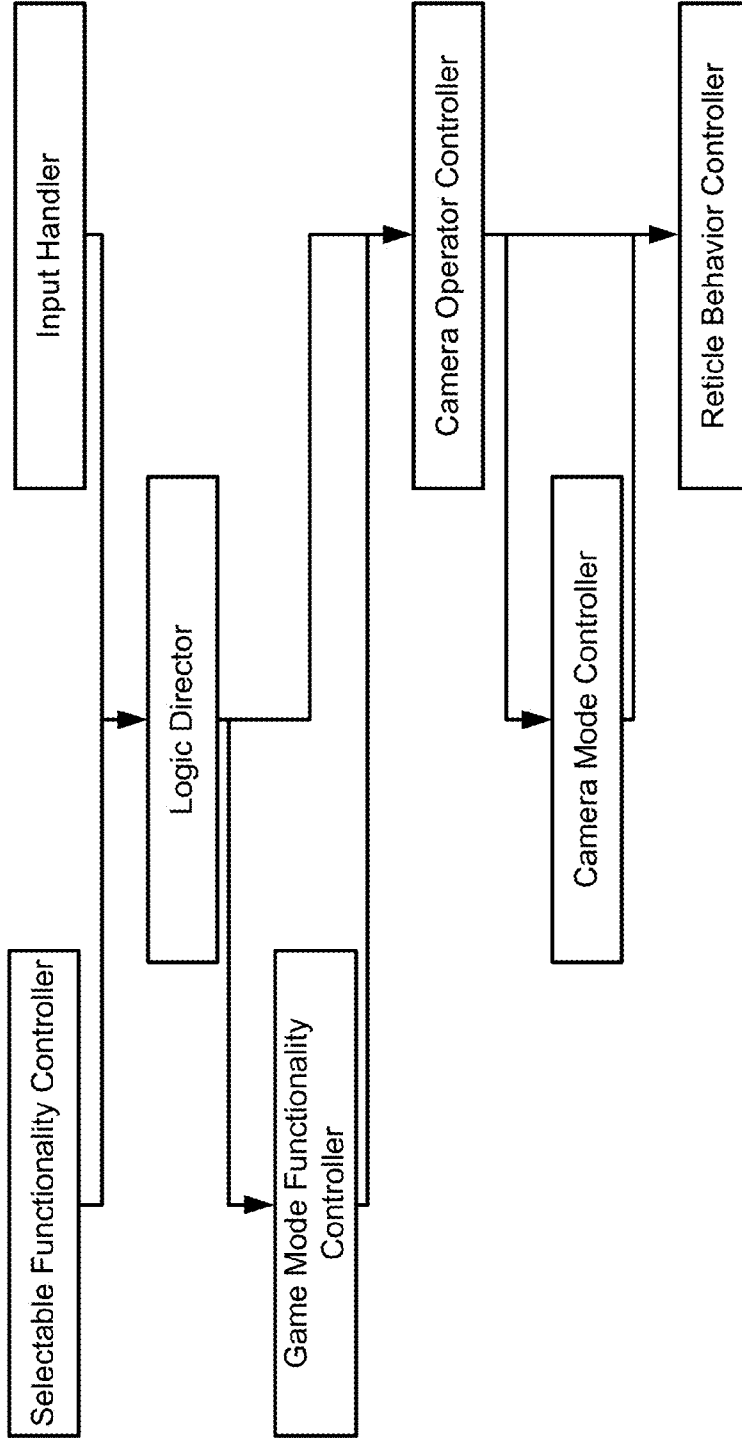 Selectable Functionality Controller
Input Handler
Logic Director
Game Mode Functionality
Controller
Camera Operator Controller
Camera Mode Controller
Reticle Behavior Controller